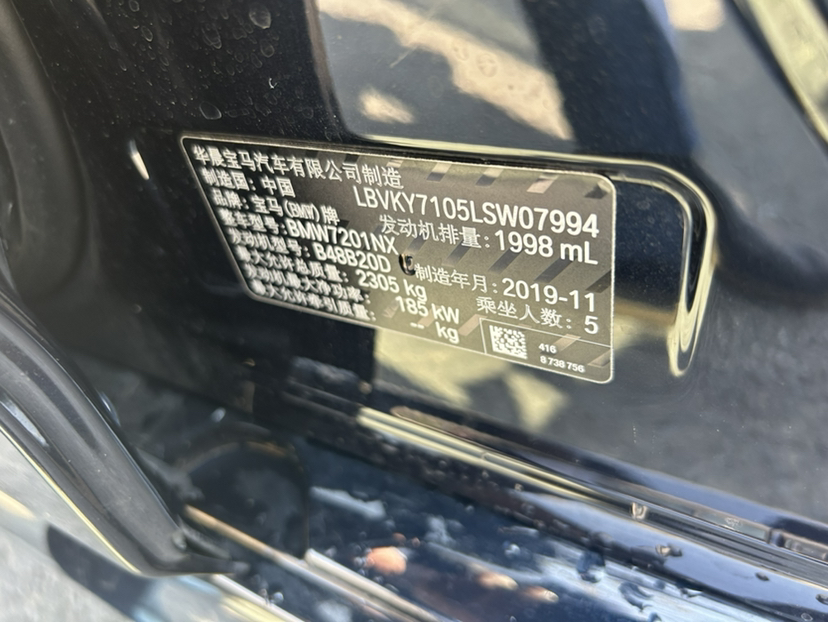 华晨宝马汽车有限公司制造
制造国: 中国 LBVKY7105LSW07994
品牌: 宝马(BMW)牌 发动机排量: 1998 mL
整车型号: BMW7201NX
发动机型号: B48B20D 制造年月: 2019-11
最大允许总质量: 2305 kg 乘坐人数: 5
发动机最大净功率: 185 kW
最大允许牵引质量: -- kg
416
8 738 756